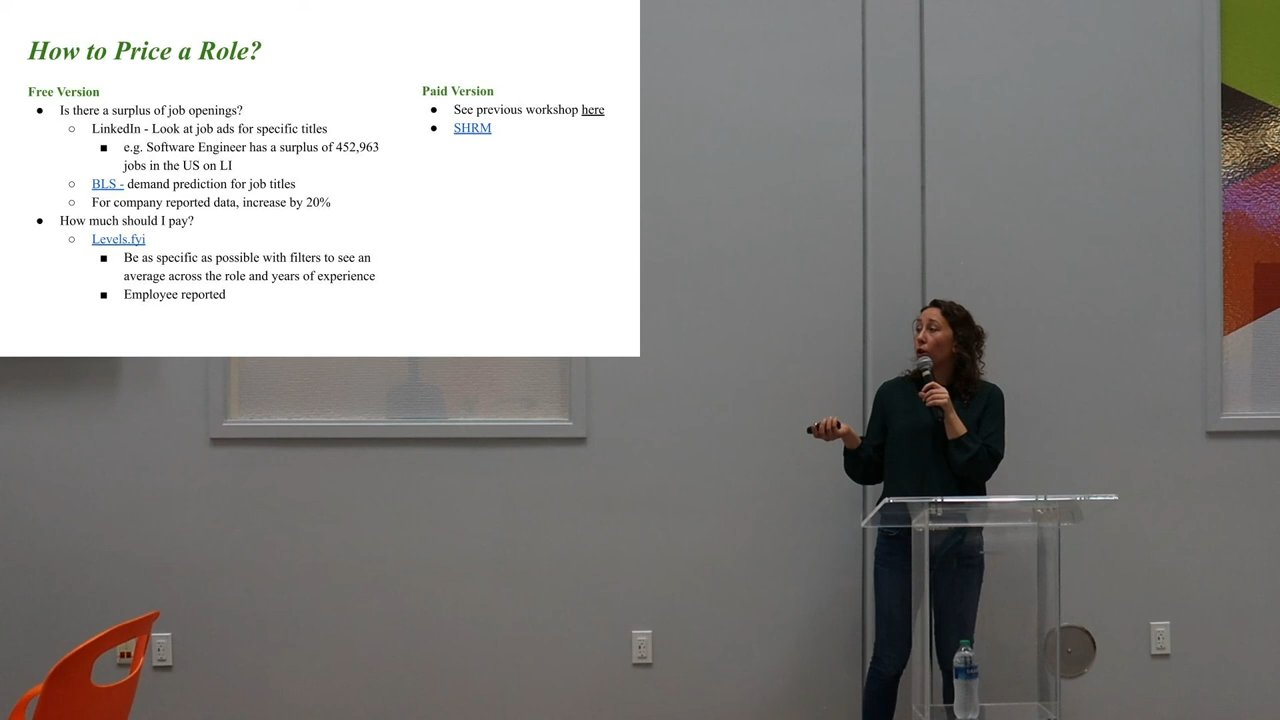 How to Price a Role?
Free Version
● Is there a surplus of job openings?
○ LinkedIn - Look at job ads for specific titles
■ e.g. Software Engineer has a surplus of 452,963
jobs in the US on LI
○ BLS - demand prediction for job titles
○ For company reported data, increase by 20%
● How much should I pay?
○ Levels.fyi
■ Be as specific as possible with filters to see an
average across the role and years of experience
■ Employee reported
Paid Version
● See previous workshop here
● SHRM